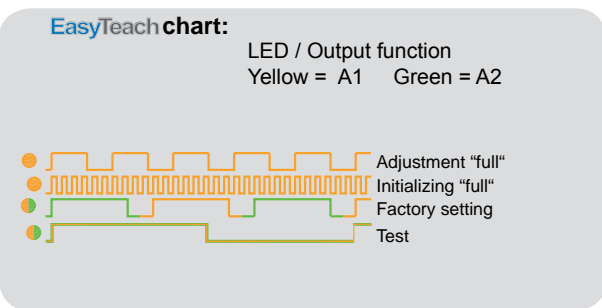 EasyTeach chart:
LED / Output function
Yellow = A1 Green = A2
Adjustment “full“
Initializing “full“
Factory setting
Test